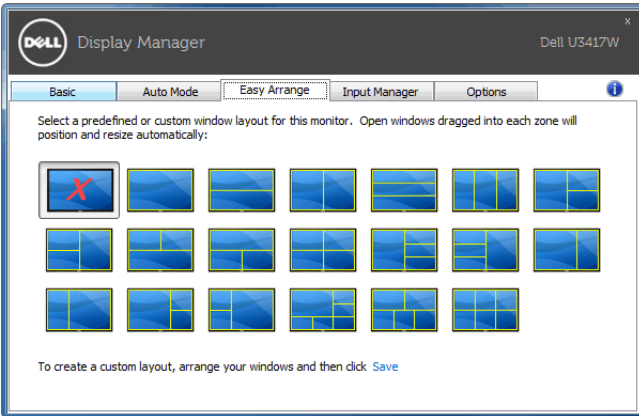 x
DELL Display Manager Dell U3417W
Basic Auto Mode Easy Arrange Input Manager Options i
Select a predefined or custom window layout for this monitor. Open windows dragged into each zone will
position and resize automatically:
X
To create a custom layout, arrange your windows and then click Save